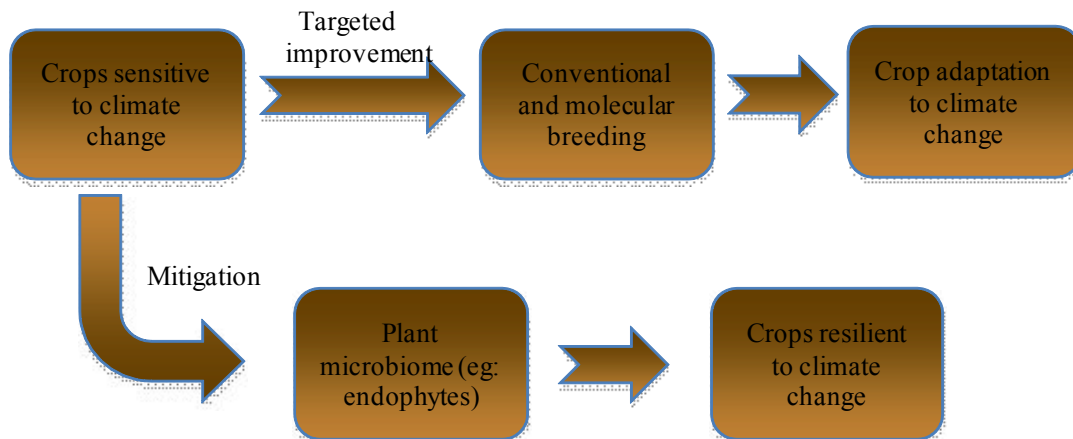 Crops sensitive
to climate
change
Targeted
improvement
Conventional
and molecular
breeding
Crop adaptation
to climate
change
Mitigation
Plant
microbiome (eg:
endophytes)
Crops resilient
to climate
change